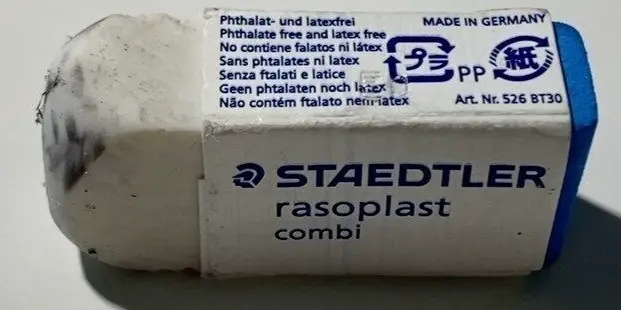 Phthalat- und latexfrei
Phthalate free and latex free
No contiene falatos ni látex
Sans phtalates ni latex
Senza ftalati e latice
Geen phtalaten noch latex
Não contém ftalato nem latex
MADE IN GERMANY
プラ
PP
紙
Art. Nr. 526 BT30
STAEDTLER
rasoplast
combi